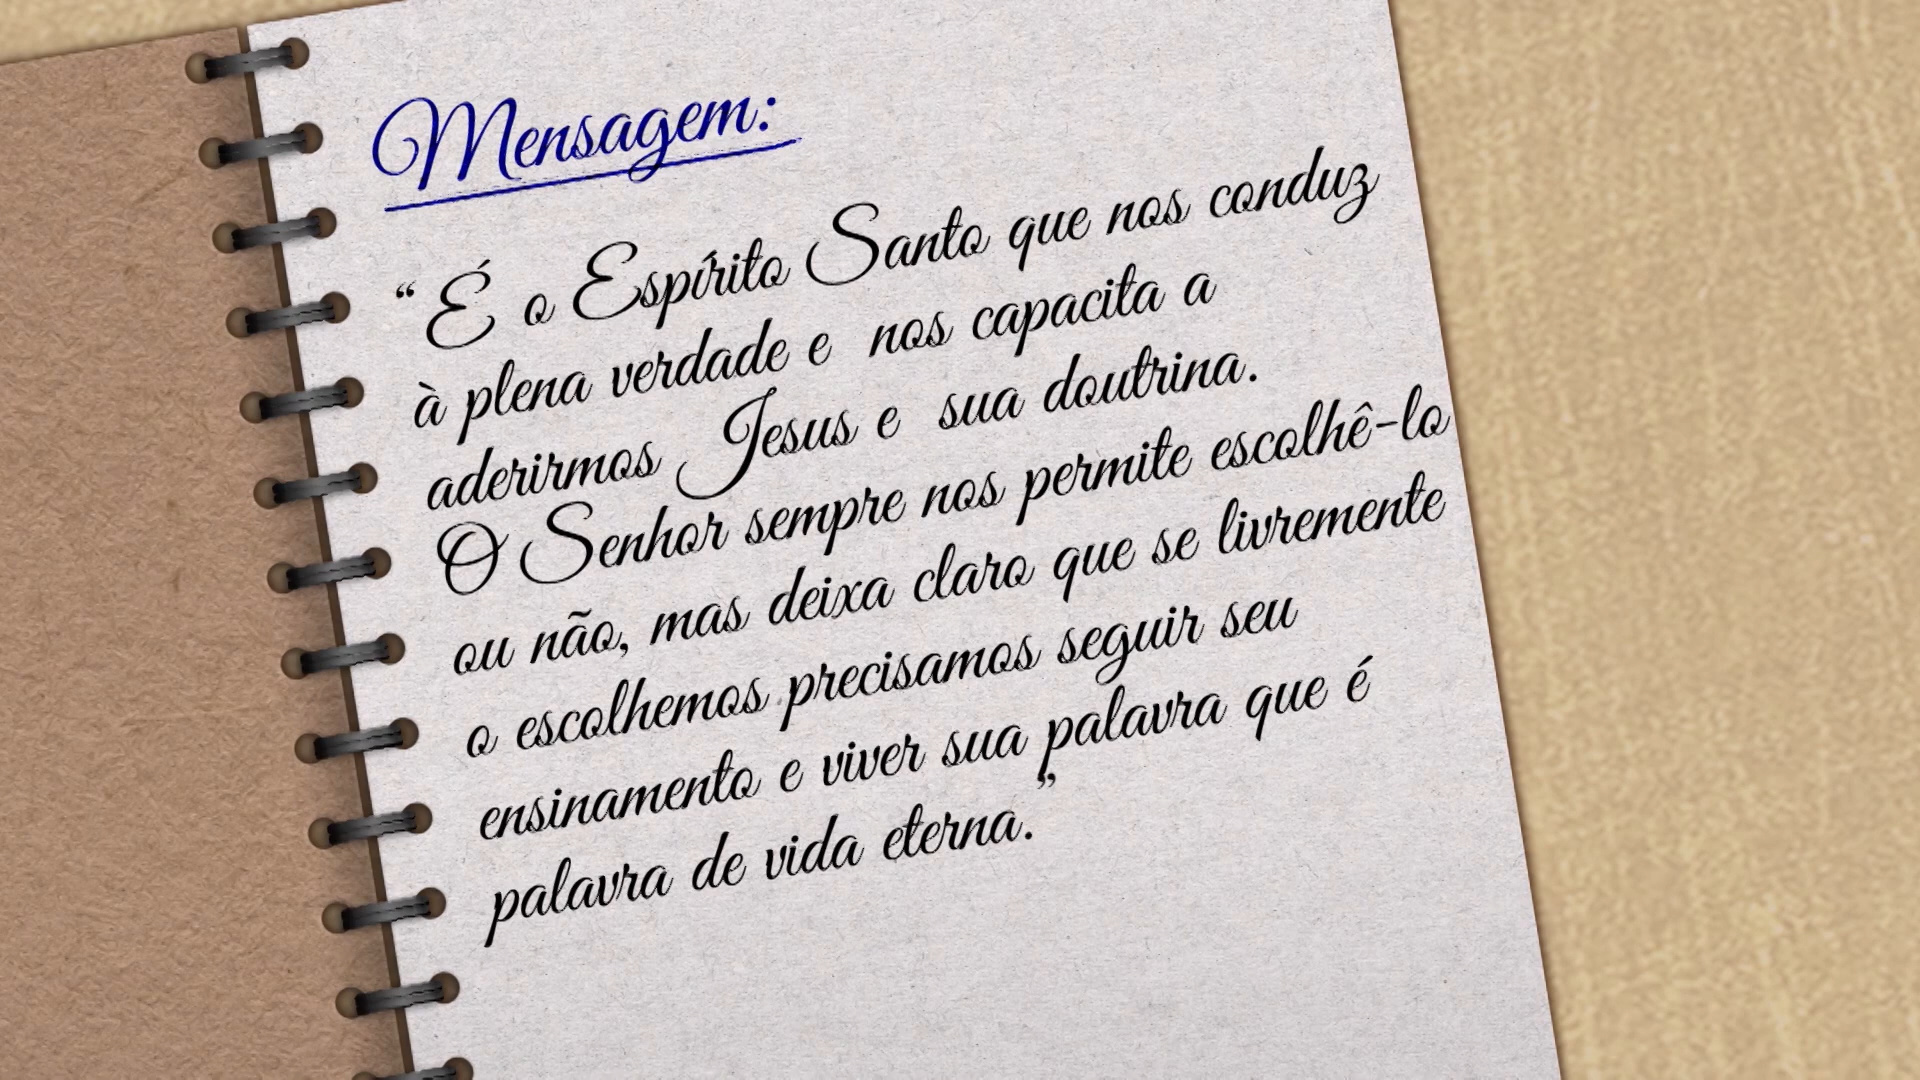 Mensagem:
“ É o Espírito Santo que nos conduz
à plena verdade e nos capacita a
aderirmos Jesus e sua doutrina.
O Senhor sempre nos permite escolhê-lo
ou não, mas deixa claro que se livremente
o escolhemos precisamos seguir seu
ensinamento e viver sua palavra que é
palavra de vida eterna.”